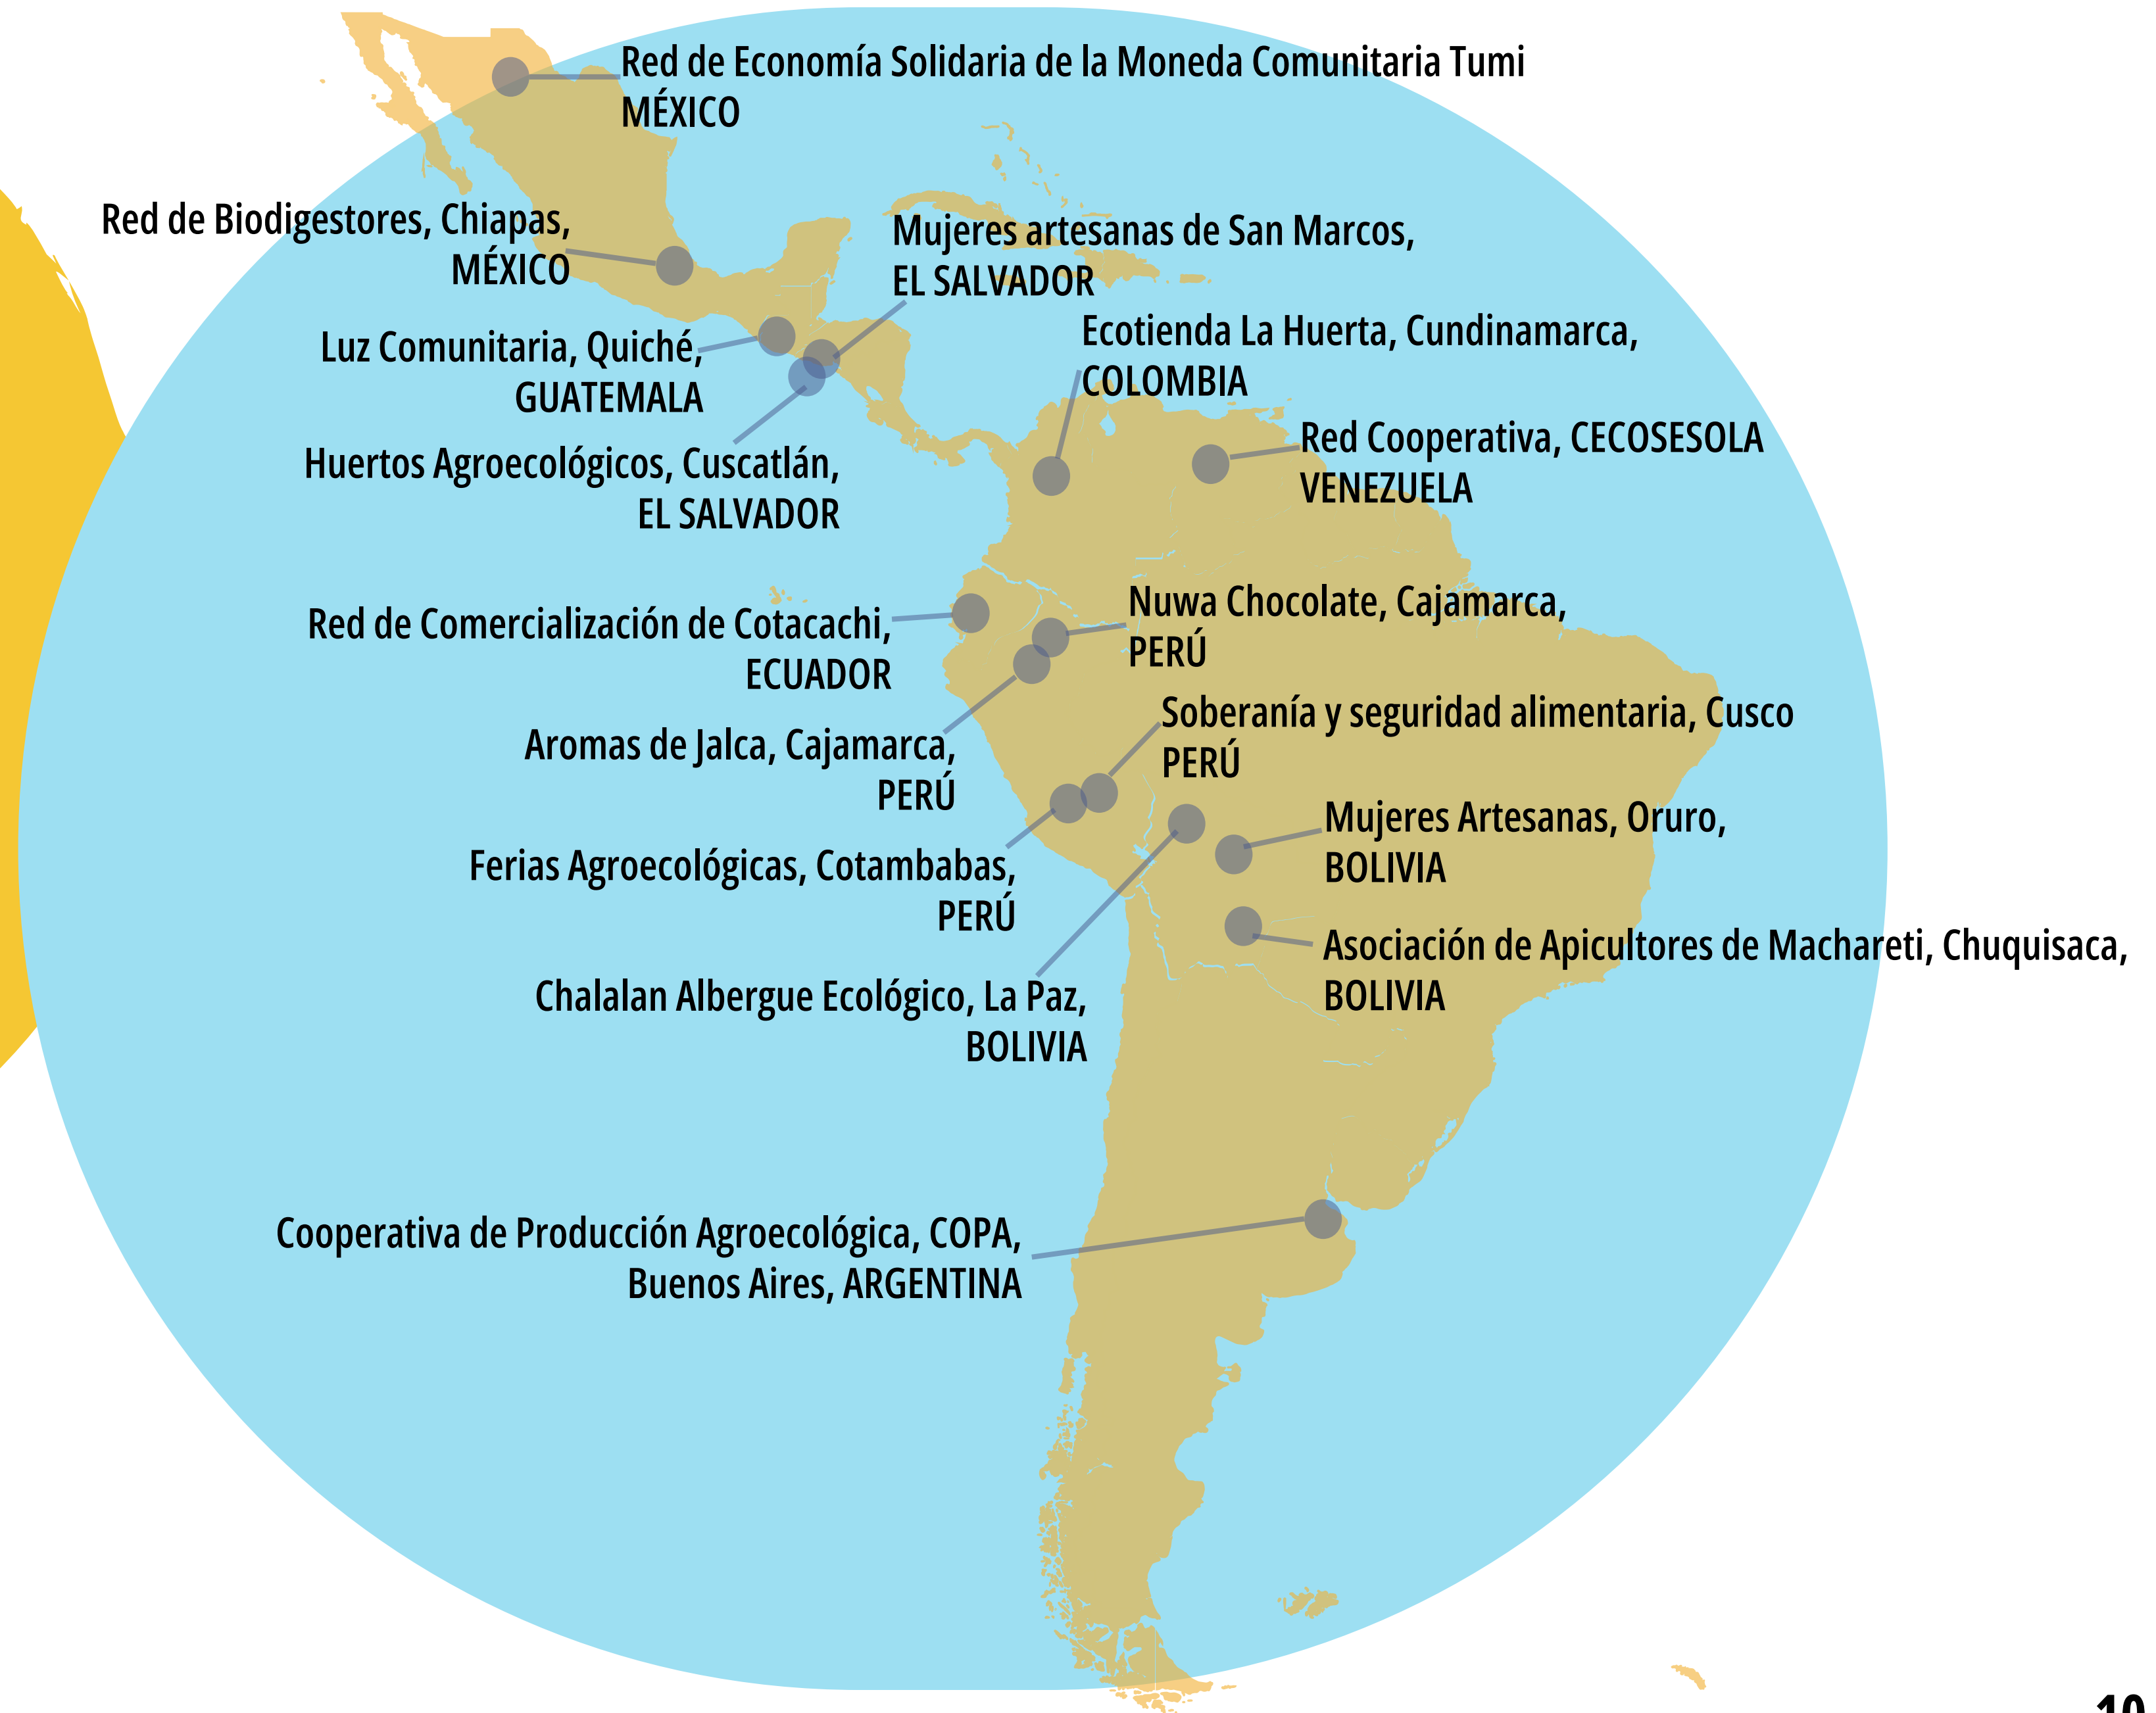 Red de Economía Solidaria de la Moneda Comunitaria Tumi
MÉXICO
Red de Biodigestores, Chiapas,
MÉXICO
Mujeres artesanas de San Marcos,
EL SALVADOR
Luz Comunitaria, Quiché,
GUATEMALA
Ecotienda La Huerta, Cundinamarca,
COLOMBIA
Huertos Agroecológicos, Cuscatlán,
EL SALVADOR
Red Cooperativa, CECOSESOLA
VENEZUELA
Red de Comercialización de Cotacachi,
ECUADOR
Nuwa Chocolate, Cajamarca,
PERÚ
Aromas de Jalca, Cajamarca,
PERÚ
Soberanía y seguridad alimentaria, Cusco
PERÚ
Ferias Agroecológicas, Cotambabas,
PERÚ
Mujeres Artesanas, Oruro,
BOLIVIA
Asociación de Apicultores de Machareti, Chuquisaca,
BOLIVIA
Chalalan Albergue Ecológico, La Paz,
BOLIVIA
Cooperativa de Producción Agroecológica, COPA,
Buenos Aires, ARGENTINA
10